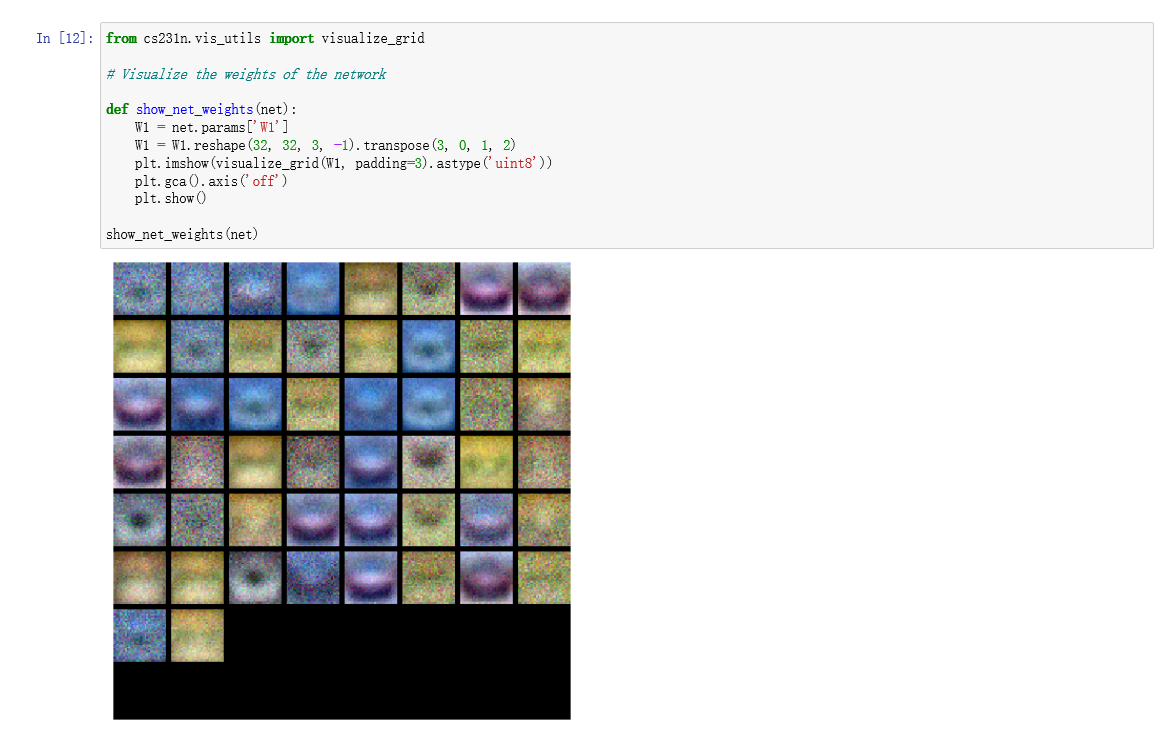 In [12]: from cs231n.vis_utils import visualize_grid
# Visualize the weights of the network
def show_net_weights(net):
    W1 = net.params['W1']
    W1 = W1.reshape(32, 32, 3, -1).transpose(3, 0, 1, 2)
    plt.imshow(visualize_grid(W1, padding=3).astype('uint8'))
    plt.gca().axis('off')
    plt.show()
show_net_weights(net)